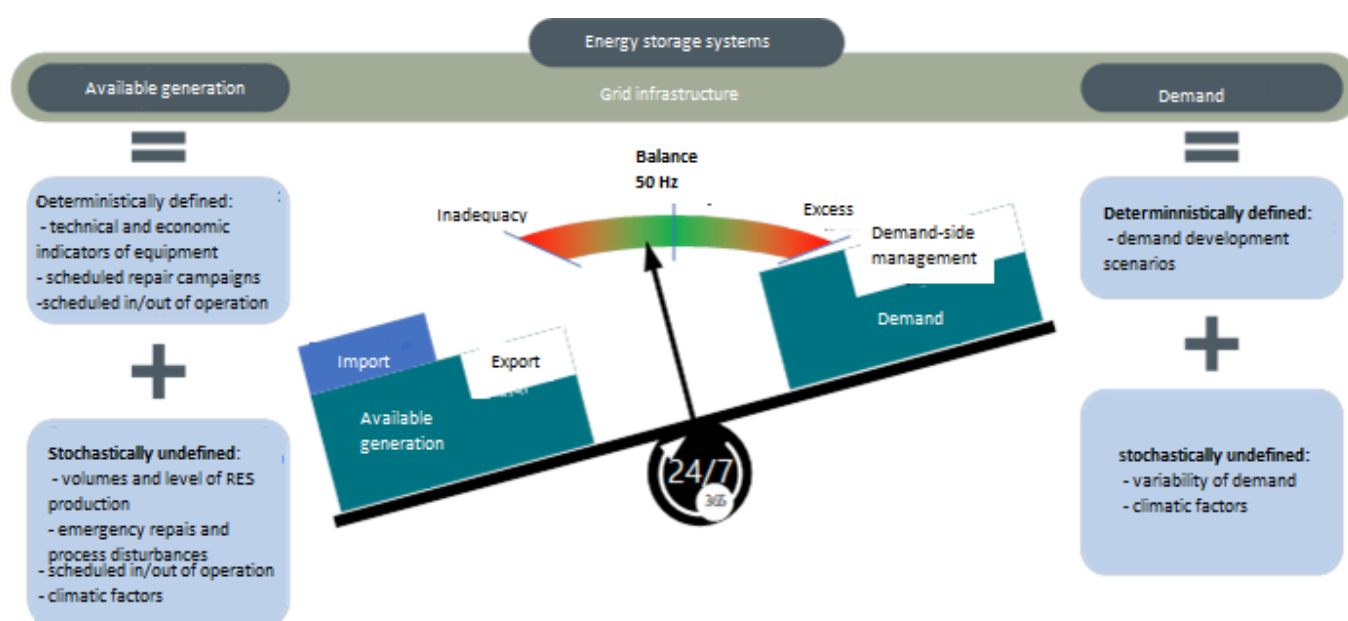 Energy storage systems
Available generation
Grid infrastructure
Demand
Deterministically defined:
- technical and economic
indicators of equipment
- scheduled repair campaigns
-scheduled in/out of operation
Stochastically undefined:
- volumes and level of RES
production
- emergency repais and
process disturbances
- scheduled in/out of operation
- climatic factors
Balance
50 Hz
Inadequacy
Excess
Import
Export
Available
generation
Demand-side
management
Demand
24/7
365
Determinnistically defined:
- demand development
scenarios
stochastically undefined:
- variability of demand
- climatic factors